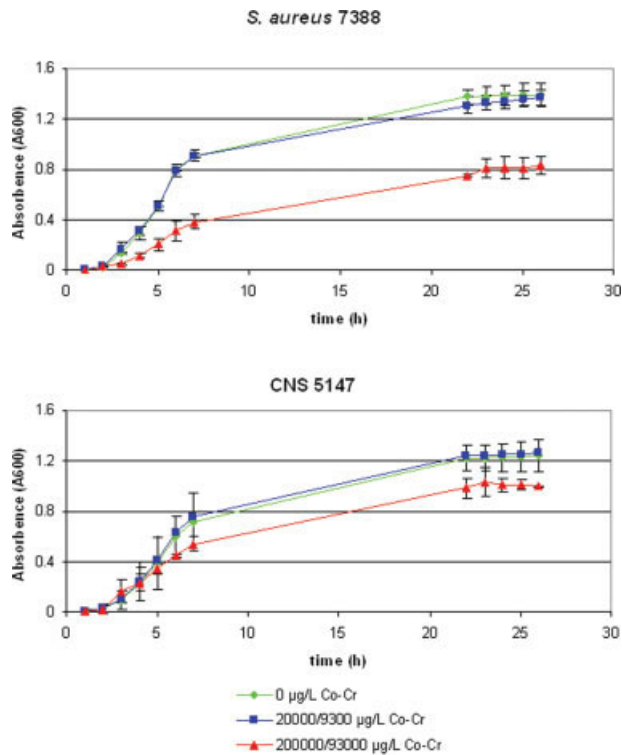 S. aureus 7388
1.6
1.2
0.8
0.4
0
Absorbence (A600)
0 5 10 15 20 25 30
time (h)
CNS 5147
1.6
1.2
0.8
0.4
0
Absorbence (A600)
0 5 10 15 20 25 30
time (h)
0 µg/L Co-Cr
20000/9300 µg/L Co-Cr
200000/93000 µg/L Co-Cr